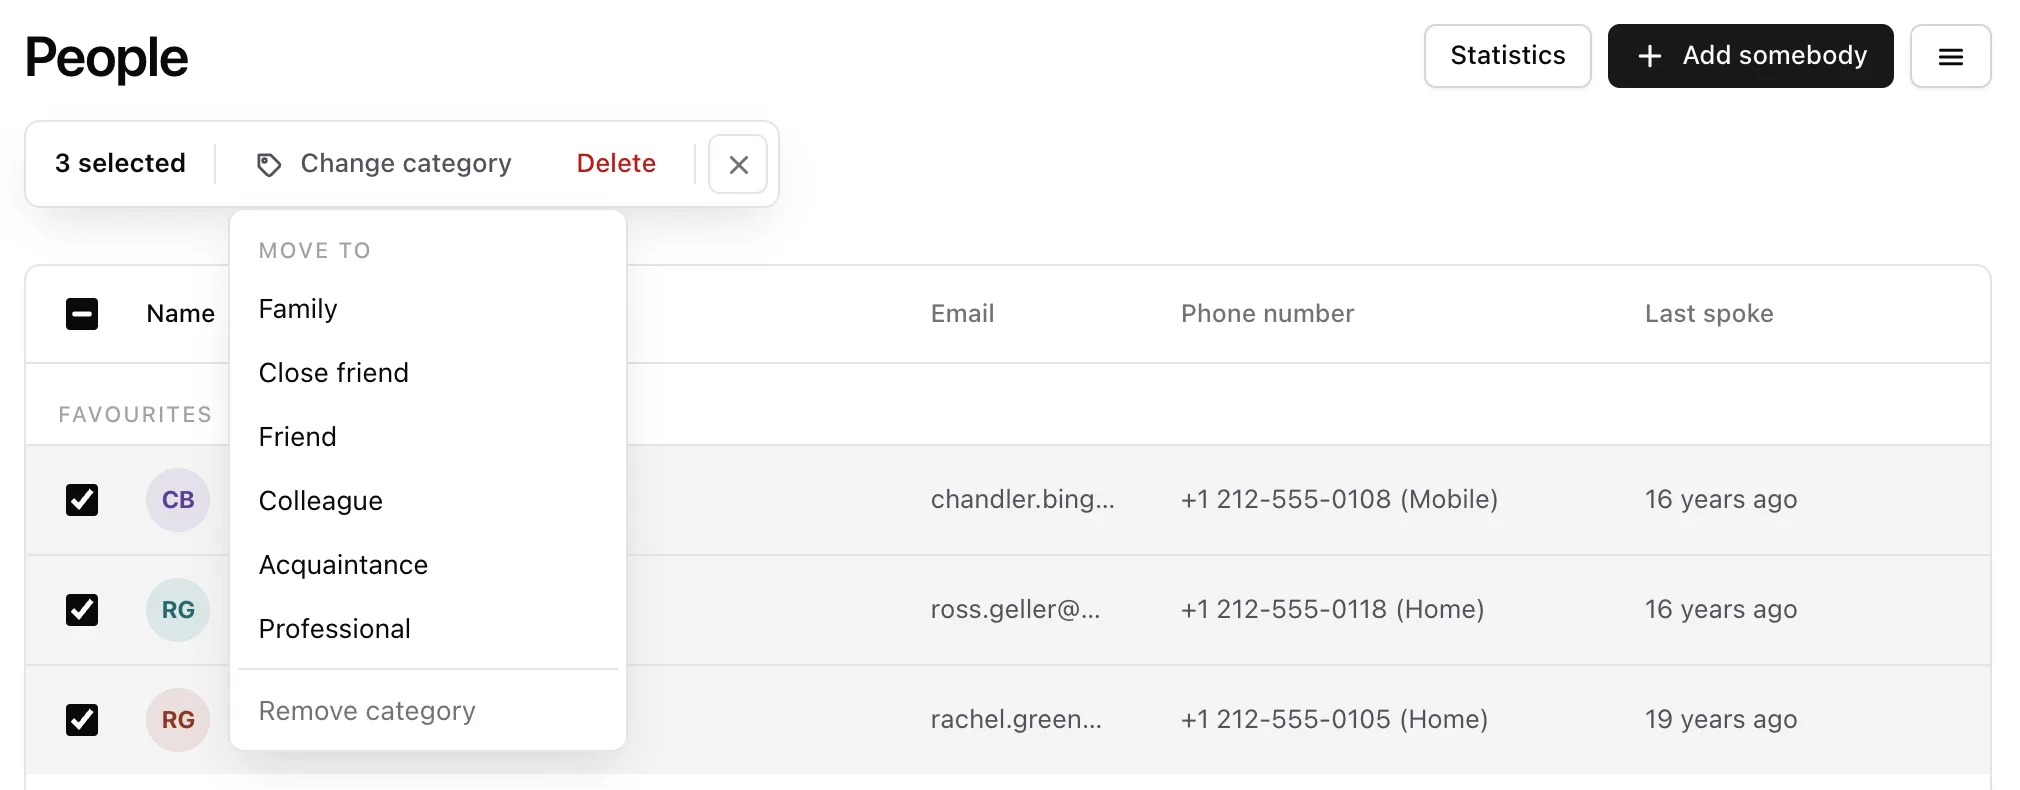 People
Statistics
+ Add somebody
3 selected
Change category
Delete
MOVE TO
Family
Close friend
Friend
Colleague
Acquaintance
Professional
Remove category
Name
Email
Phone number
Last spoke
FAVOURITES
CB
chandler.bing...
+1 212-555-0108 (Mobile)
16 years ago
RG
ross.geller@...
+1 212-555-0118 (Home)
16 years ago
RG
rachel.green...
+1 212-555-0105 (Home)
19 years ago